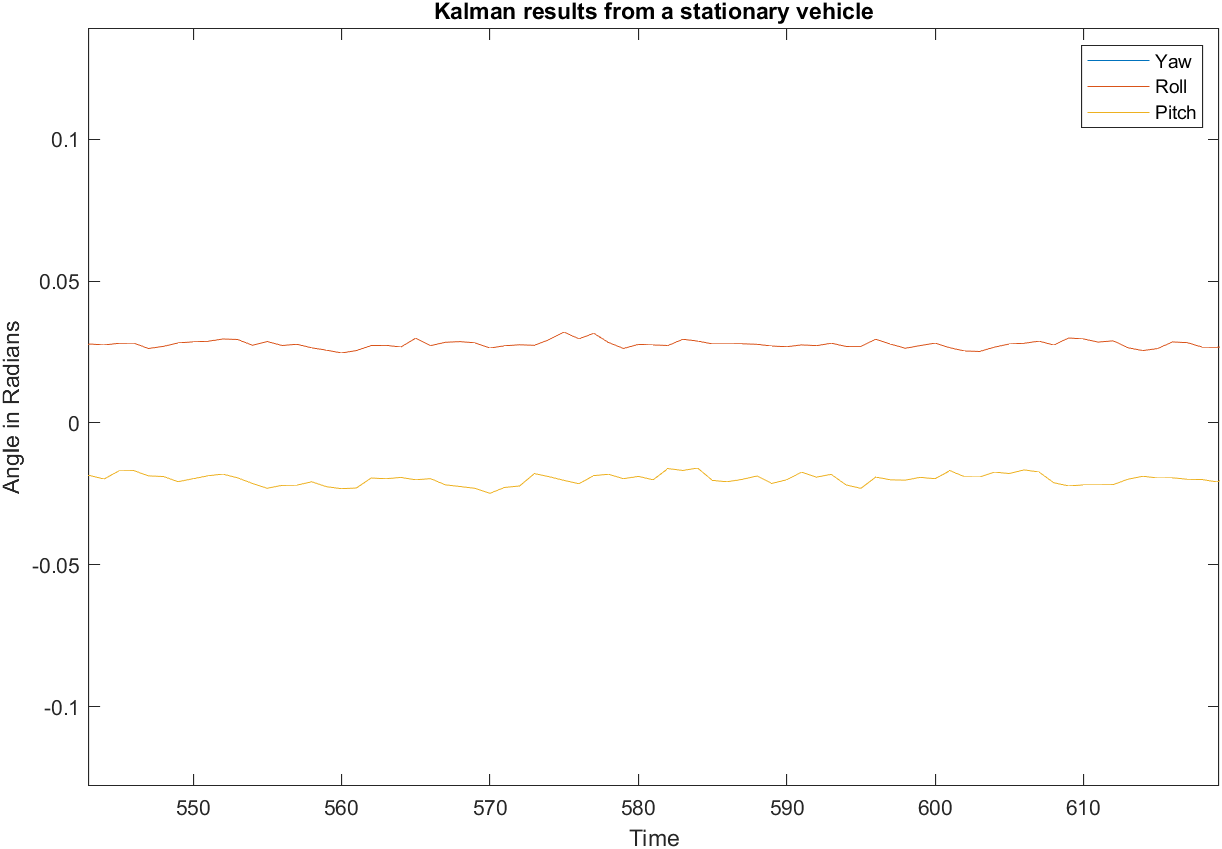 Kalman results from a stationary vehicle
Yaw
Roll
Pitch
0.1
0.05
0
-0.05
-0.1
Angle in Radians
550 560 570 580 590 600 610
Time